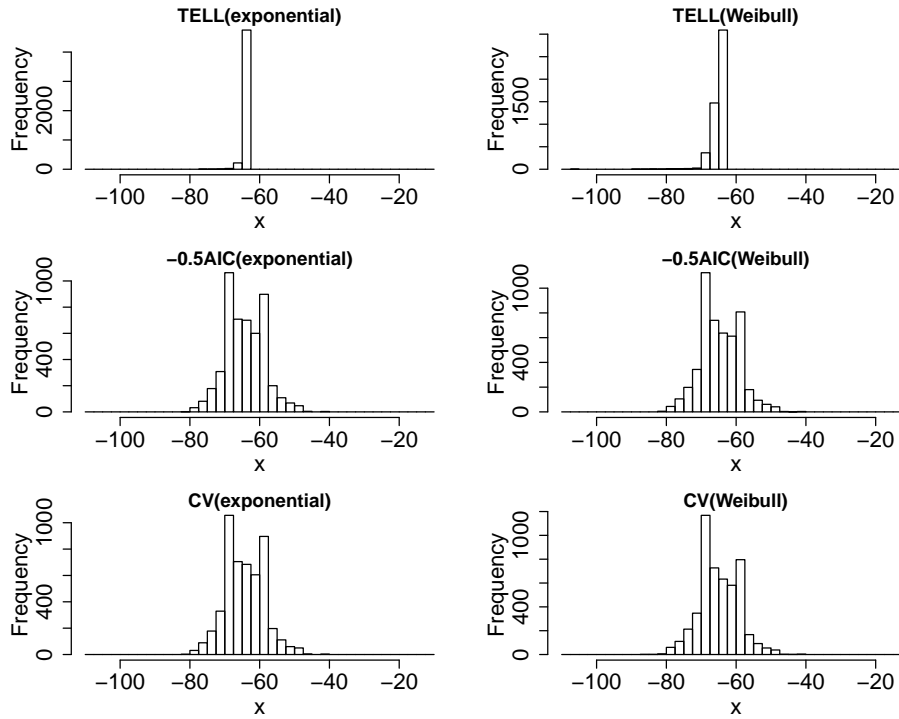 TELL(exponential)
Frequency
0 2000
−100 −80 −60 −40 −20
x
TELL(Weibull)
Frequency
0 1500
−100 −80 −60 −40 −20
x
−0.5AIC(exponential)
Frequency
0 400 1000
−100 −80 −60 −40 −20
x
−0.5AIC(Weibull)
Frequency
0 400 1000
−100 −80 −60 −40 −20
x
CV(exponential)
Frequency
0 400 1000
−100 −80 −60 −40 −20
x
CV(Weibull)
Frequency
0 400 1000
−100 −80 −60 −40 −20
x